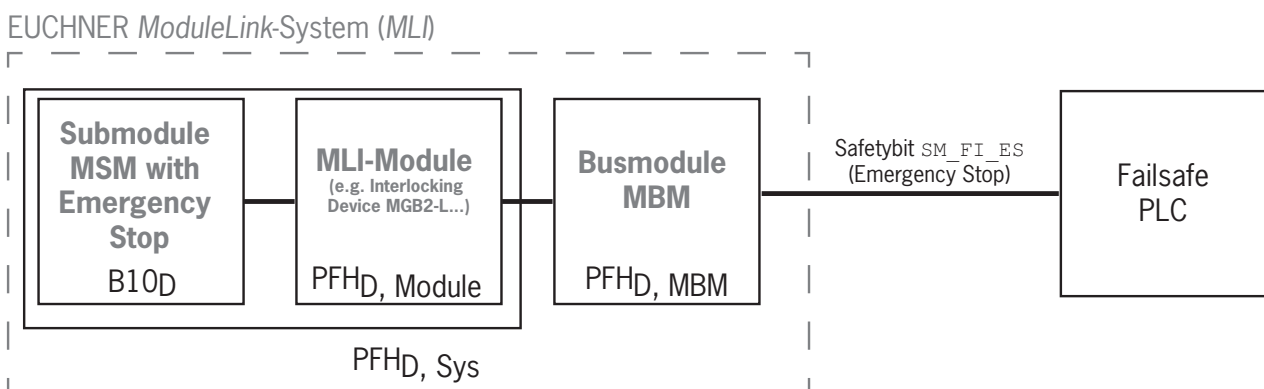 EUCHNER ModuleLink-System (MLI)
Submodule
MSM with
Emergency
Stop
B10D
MLI-Module
(e.g. Interlocking
Device MGB2-L...)
PFHD, Module
Busmodule
MBM
PFHD, MBM
Safetybit SM_FI_ES
(Emergency Stop)
Failsafe
PLC
PFHD, Sys